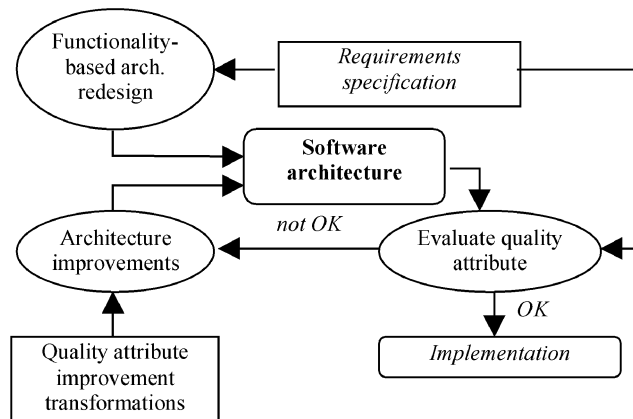 Functionality-
based arch.
redesign
Requirements
specification
Software
architecture
not OK
Architecture
improvements
Evaluate quality
attribute
OK
Quality attribute
improvement
transformations
Implementation